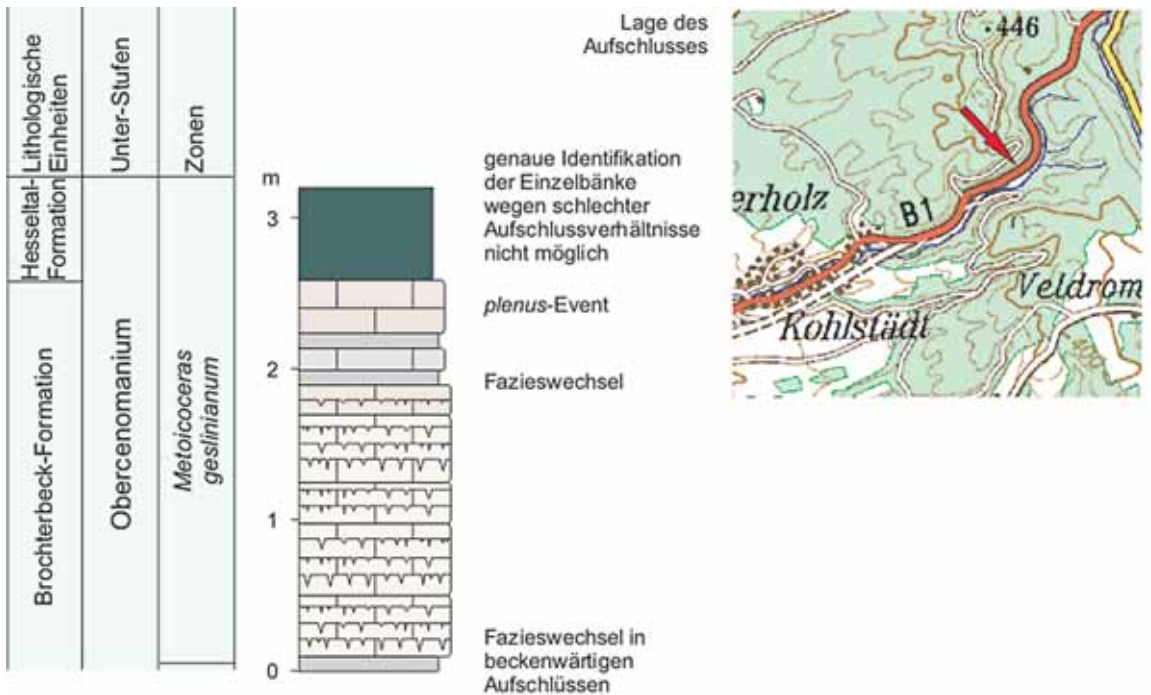 Lithologische
Einheiten
Unter-Stufen
Zonen
Hesseltal-
Formation
Brochterbeck-Formation
Obercenomanium
Metoicoceras
geslinianum
m
3
2
1
0
genaue Identifikation
der Einzelbänke
wegen schlechter
Aufschlussverhältnisse
nicht möglich
plenus-Event
Fazieswechsel
Fazieswechsel in
beckenwärtigen
Aufschlüssen
Lage des
Aufschlusses
446
erholz
B1
Veldrom
Kohlstädt